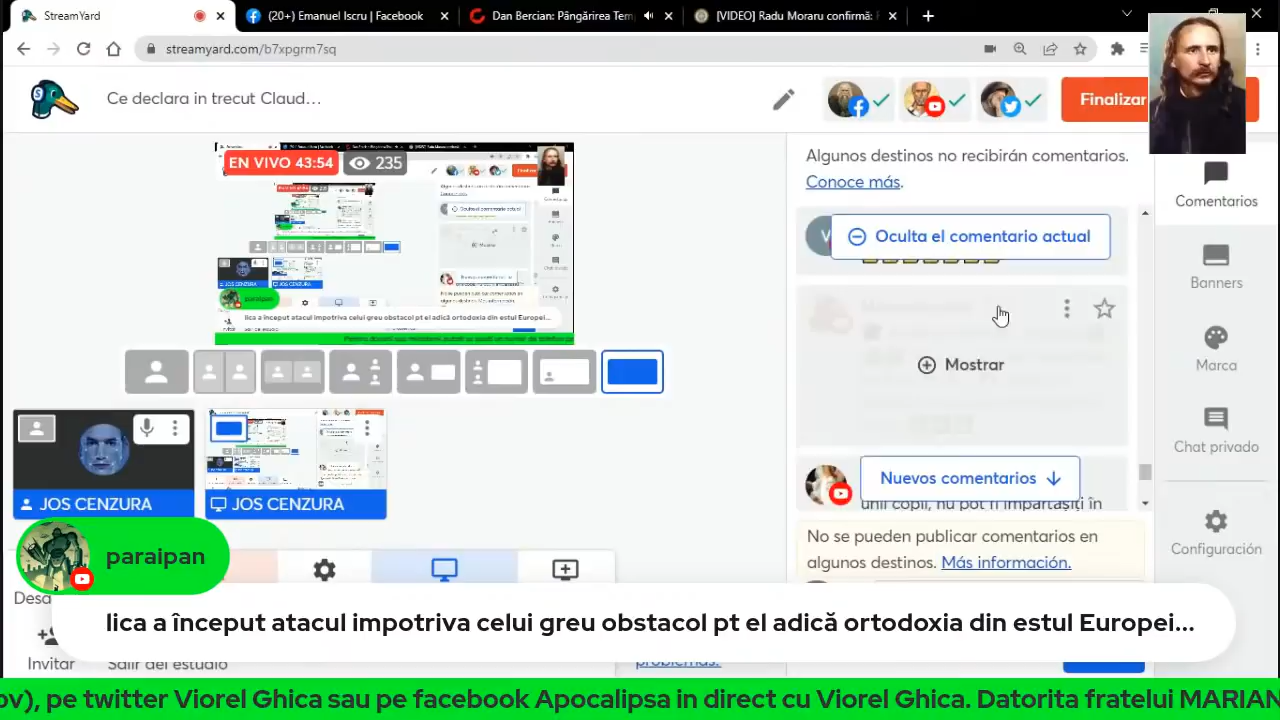 StreamYard
(20+) Emanuel Iscru | Facebook
Dan Bercian: Pângărirea Tem
[VIDEO] Radu Moraru confirmă:
streamyard.com/b7xpgrm7sq
Ce declara in trecut Claud…
Finalizar
EN VIVO 43:54
235
Algunos destinos no recibirán comentarios.
Conoce más.
V
Oculta el comentario actual
Mostrar
Nuevos comentarios
unii copii, nu pot fi împărtășiți în
No se pueden publicar comentarios en
algunos destinos. Más información.
problemas.
Comentarios
Banners
Marca
Chat privado
Configuración
JOS CENZURA
JOS CENZURA
paraipan
Desa
lica a început atacul impotriva celui greu obstacol pt el adică ortodoxia din estul Europei...
Invitar
Salir del estudio
ov), pe twitter Viorel Ghica sau pe facebook Apocalipsa in direct cu Viorel Ghica. Datorita fratelui MARIAN